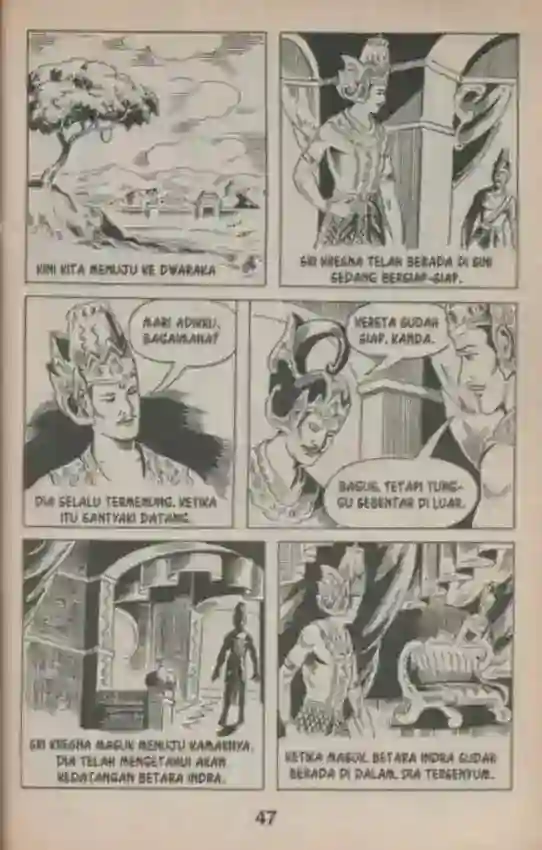 KINI KITA MENUJU KE DWARAKA
SRI KRESNA TELAH BERADA DI SINI
SEDANG BERSIAP-SIAP.
MARI ADIKKU,
BAGAIMANA?
DIA SELALU TERMENUNG. KETIKA
ITU SANTYAKI DATANG.
KERETA SUDAH
SIAP, KANDA.
BAGUS, TETAPI TUNG-
GU SEBENTAR DI LUAR.
SRI KRESNA MASUK MENUJU KAMARNYA.
DIA TELAH MENGETAHUI AKAN
KEDATANGAN BETARA INDRA.
KETIKA MASUK, BETARA INDRA SUDAH
BERADA DI DALAM. DIA TERSENYUM.
47